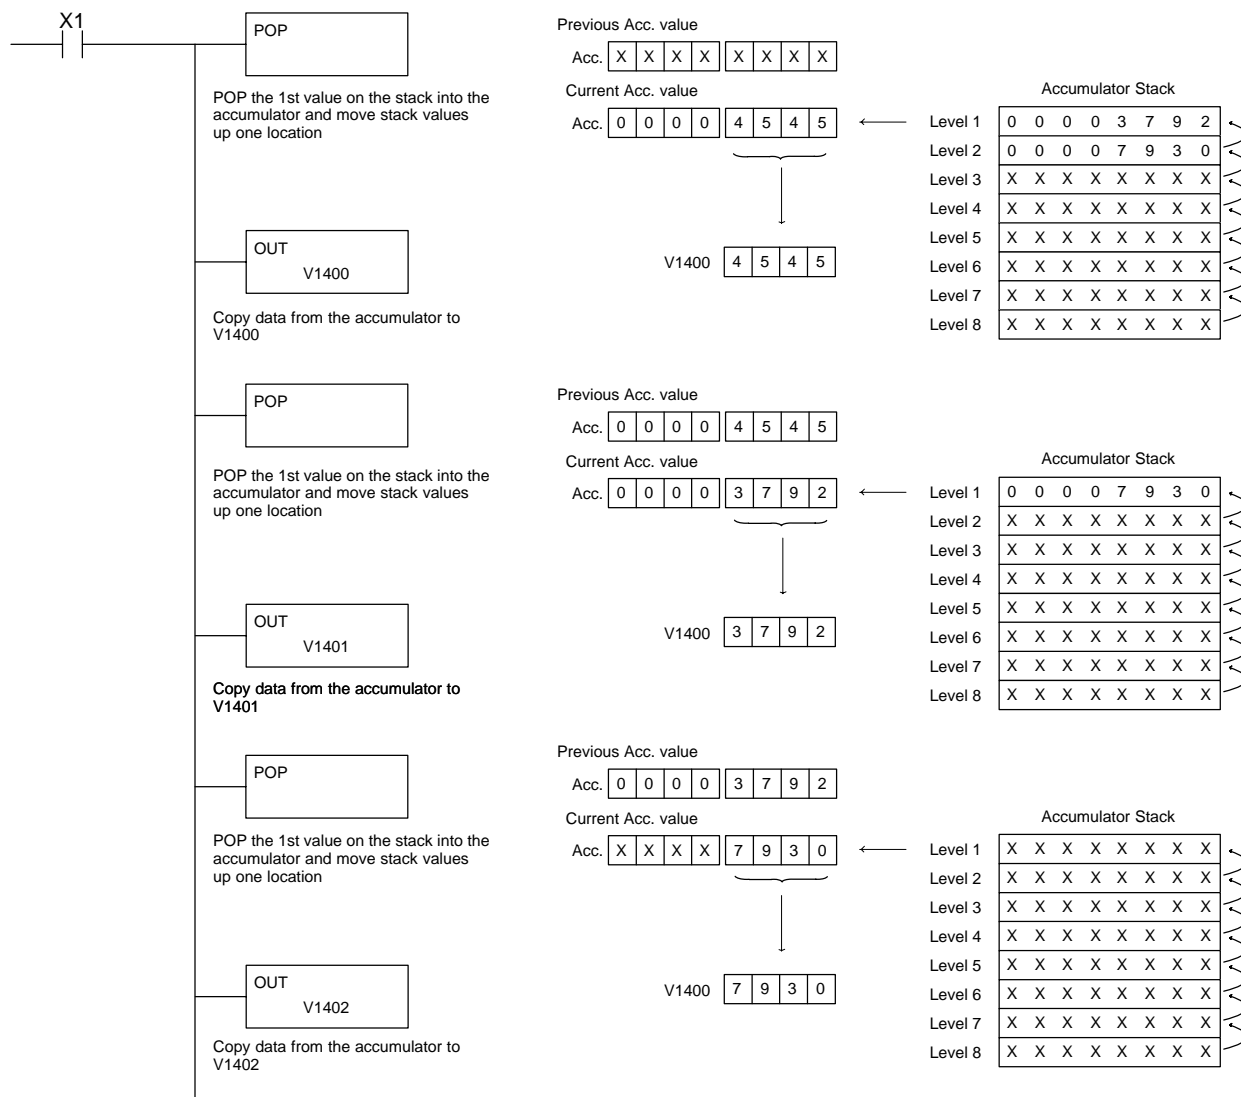 X1
POP
POP the 1st value on the stack into the
accumulator and move stack values
up one location
Previous Acc. value
Acc. X X X X X X X X
Current Acc. value
Acc. 0 0 0 0 4 5 4 5
V1400 4 5 4 5
Accumulator Stack
Level 1 0 0 0 0 3 7 9 2
Level 2 0 0 0 0 7 9 3 0
Level 3 X X X X X X X X
Level 4 X X X X X X X X
Level 5 X X X X X X X X
Level 6 X X X X X X X X
Level 7 X X X X X X X X
Level 8 X X X X X X X X
OUT
V1400
Copy data from the accumulator to
V1400
POP
POP the 1st value on the stack into the
accumulator and move stack values
up one location
Previous Acc. value
Acc. 0 0 0 0 4 5 4 5
Current Acc. value
Acc. 0 0 0 0 3 7 9 2
V1400 3 7 9 2
Accumulator Stack
Level 1 0 0 0 0 7 9 3 0
Level 2 X X X X X X X X
Level 3 X X X X X X X X
Level 4 X X X X X X X X
Level 5 X X X X X X X X
Level 6 X X X X X X X X
Level 7 X X X X X X X X
Level 8 X X X X X X X X
OUT
V1401
Copy data from the accumulator to
V1401
POP
POP the 1st value on the stack into the
accumulator and move stack values
up one location
Previous Acc. value
Acc. 0 0 0 0 3 7 9 2
Current Acc. value
Acc. X X X X 7 9 3 0
V1400 7 9 3 0
Accumulator Stack
Level 1 X X X X X X X X
Level 2 X X X X X X X X
Level 3 X X X X X X X X
Level 4 X X X X X X X X
Level 5 X X X X X X X X
Level 6 X X X X X X X X
Level 7 X X X X X X X X
Level 8 X X X X X X X X
OUT
V1402
Copy data from the accumulator to
V1402